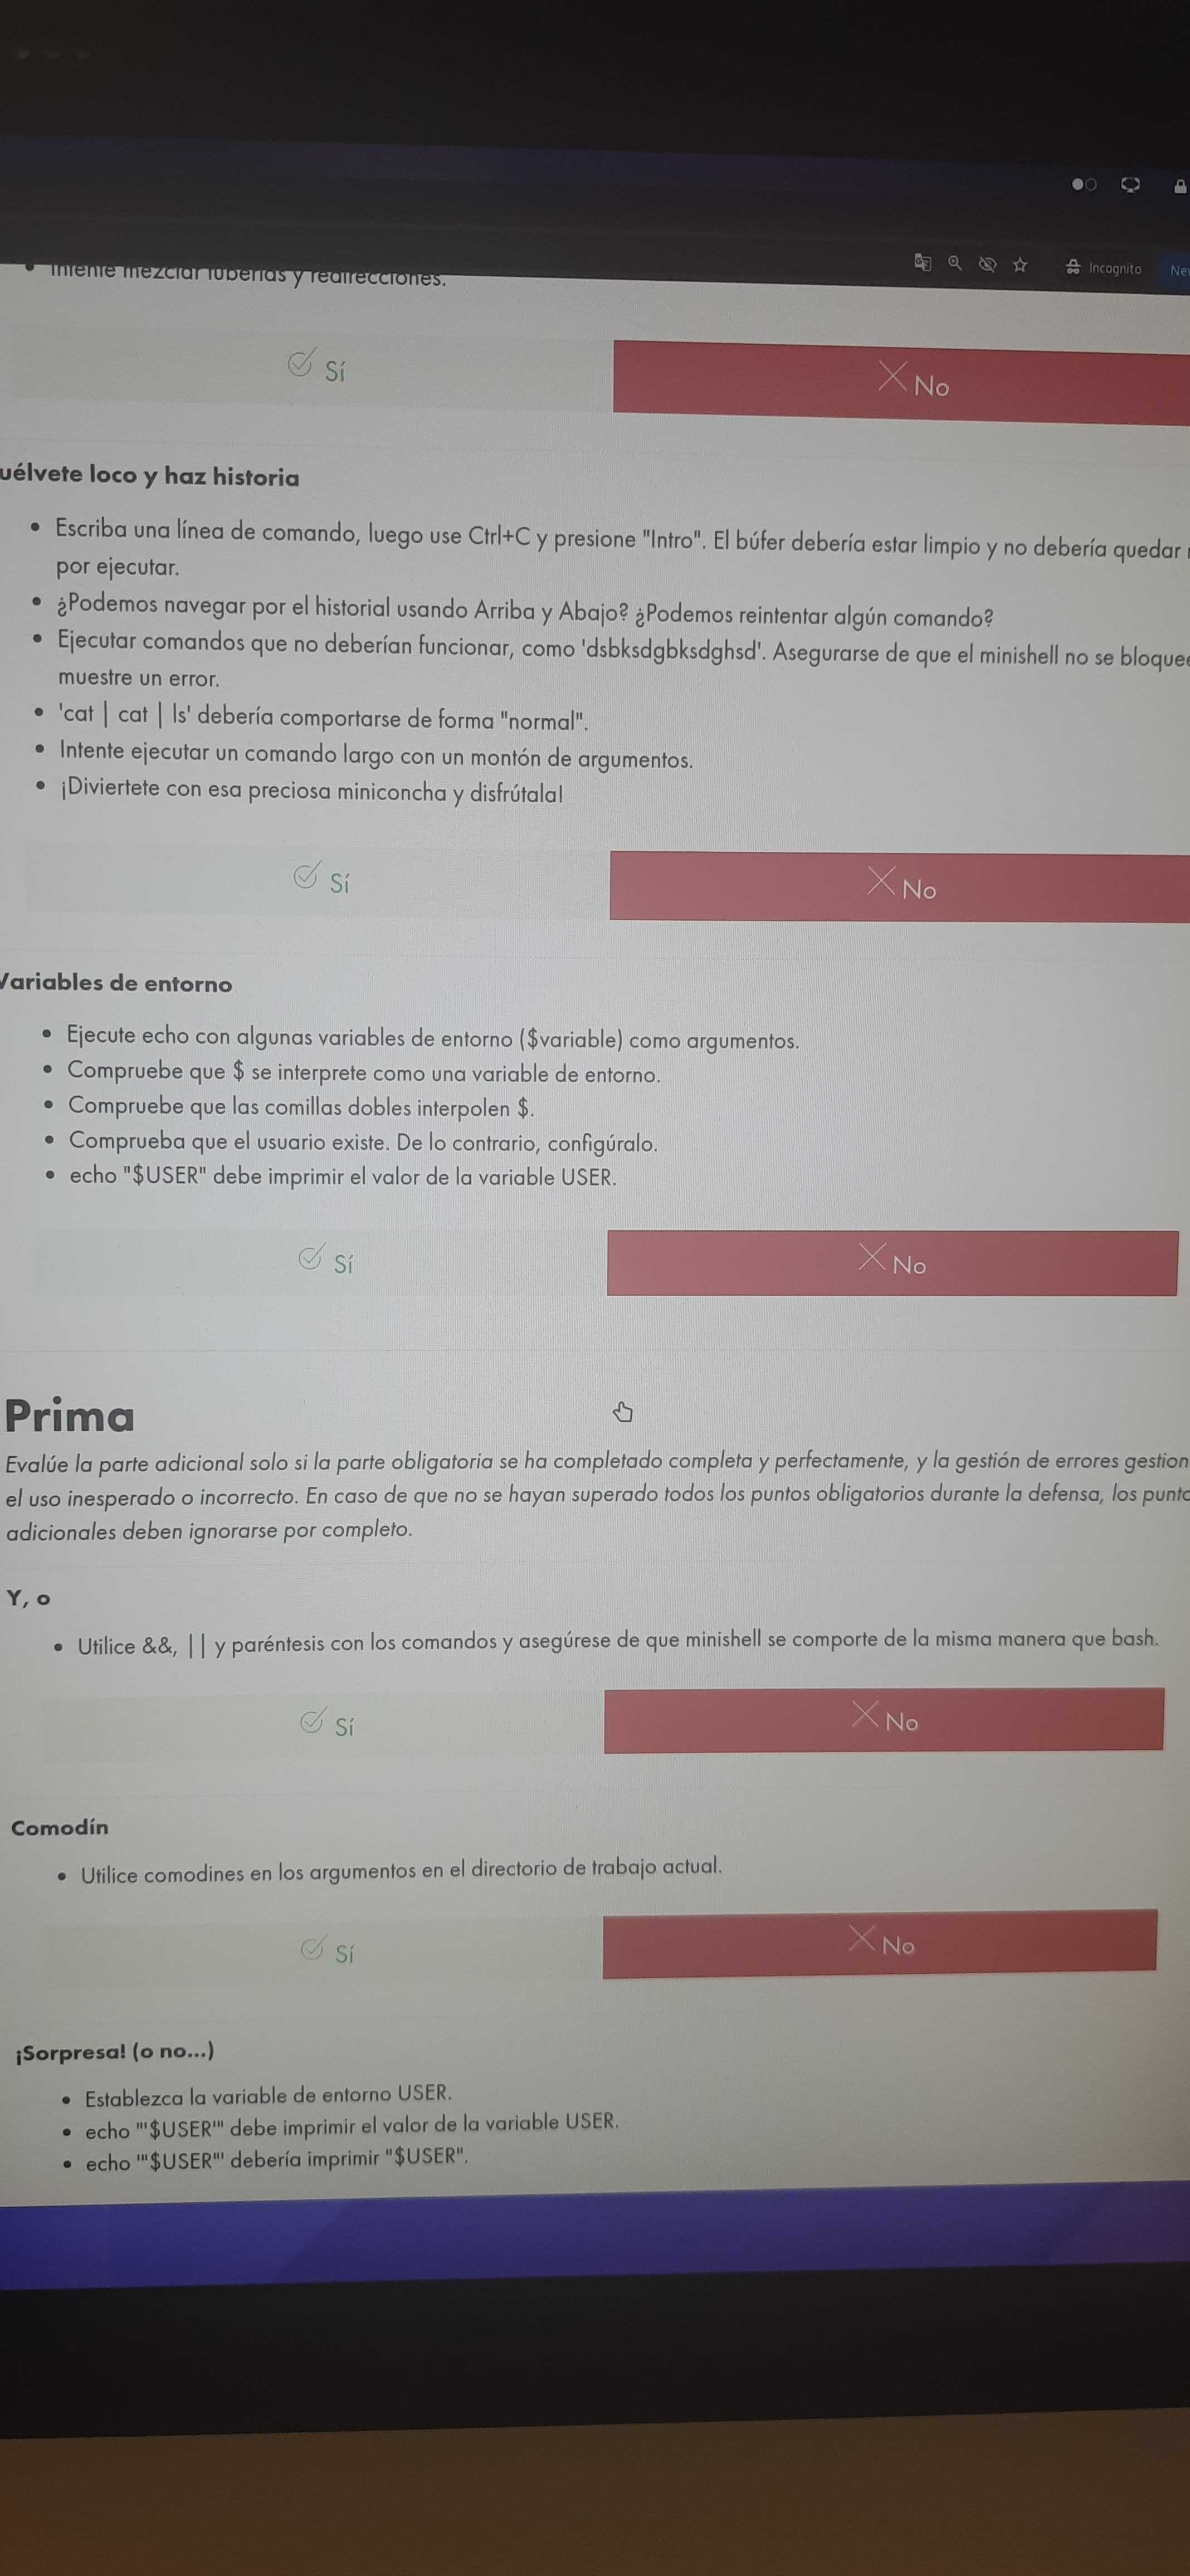 Incognito
Intente mezclar tuberías y redirecciones.
Sí
No
uélvete loco y haz historia
Escriba una línea de comando, luego use Ctrl+C y presione "Intro". El búfer debería estar limpio y no debería quedar
por ejecutar.
¿Podemos navegar por el historial usando Arriba y Abajo? ¿Podemos reintentar algún comando?
Ejecutar comandos que no deberían funcionar, como 'dsbksdgbksdghsd'. Asegurarse de que el minishell no se bloquee
muestre un error.
'cat | cat | ls' debería comportarse de forma "normal".
Intente ejecutar un comando largo con un montón de argumentos.
¡Diviertete con esa preciosa miniconcha y disfrútala!
Sí
No
Variables de entorno
Ejecute echo con algunas variables de entorno ($variable) como argumentos.
Compruebe que $ se interprete como una variable de entorno.
Compruebe que las comillas dobles interpolen $.
Comprueba que el usuario existe. De lo contrario, configúralo.
echo "$USER" debe imprimir el valor de la variable USER.
Sí
No
Prima
Evalúe la parte adicional solo si la parte obligatoria se ha completado completa y perfectamente, y la gestión de errores gestion
el uso inesperado o incorrecto. En caso de que no se hayan superado todos los puntos obligatorios durante la defensa, los punto
adicionales deben ignorarse por completo.
Y, o
Utilice &&, || y paréntesis con los comandos y asegúrese de que minishell se comporte de la misma manera que bash.
Sí
No
Comodín
Utilice comodines en los argumentos en el directorio de trabajo actual.
Sí
No
¡Sorpresa! (o no...)
Establezca la variable de entorno USER.
echo "'$USER'" debe imprimir el valor de la variable USER.
echo '"$USER"' debería imprimir "$USER".